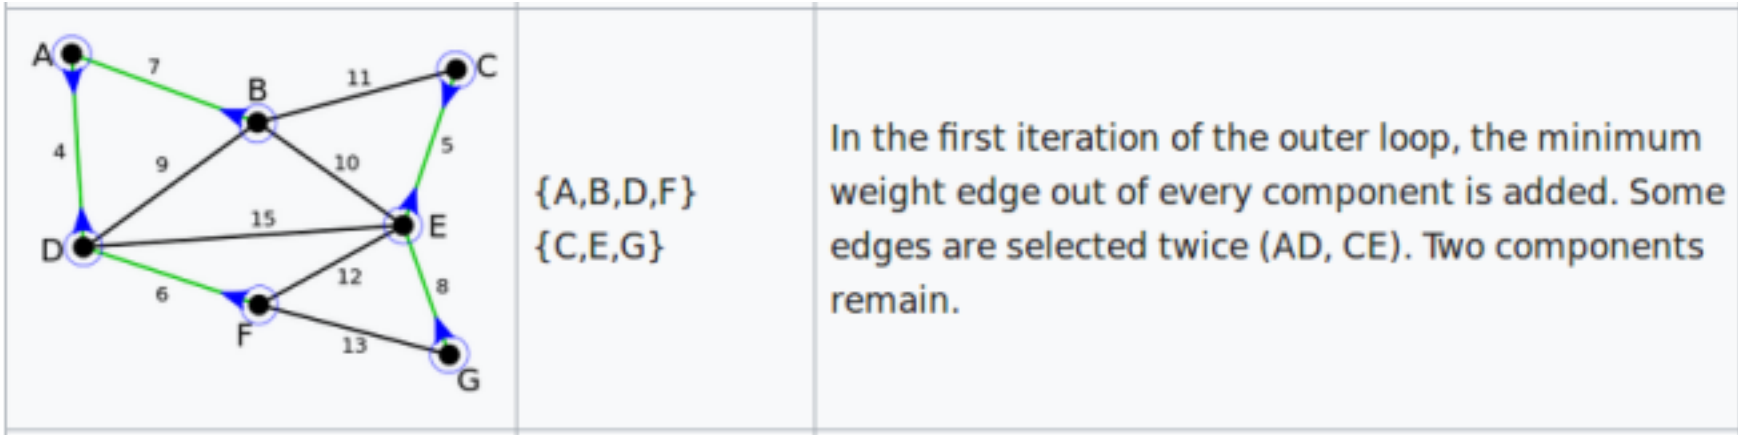 A
7
B
11
C
4
9
10
5
D
15
E
6
F
12
8
13
G
{A,B,D,F}
{C,E,G}
In the first iteration of the outer loop, the minimum
weight edge out of every component is added. Some
edges are selected twice (AD, CE). Two components
remain.